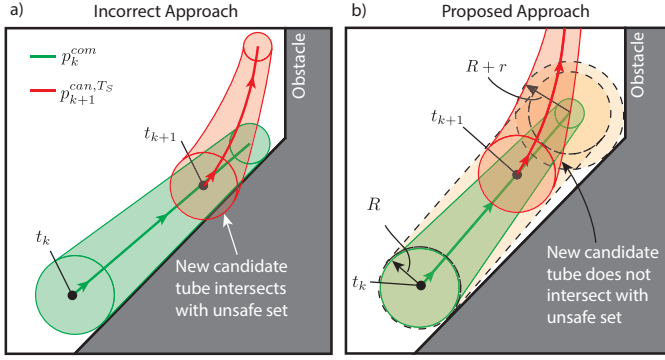 a)
Incorrect Approach
p_k^{com}
p_{k+1}^{can,T_S}
Obstacle
t_{k+1}
t_k
New candidate
tube intersects
with unsafe set
b)
Proposed Approach
R + r
Obstacle
t_{k+1}
R
t_k
New candidate
tube does not
intersect with
unsafe set